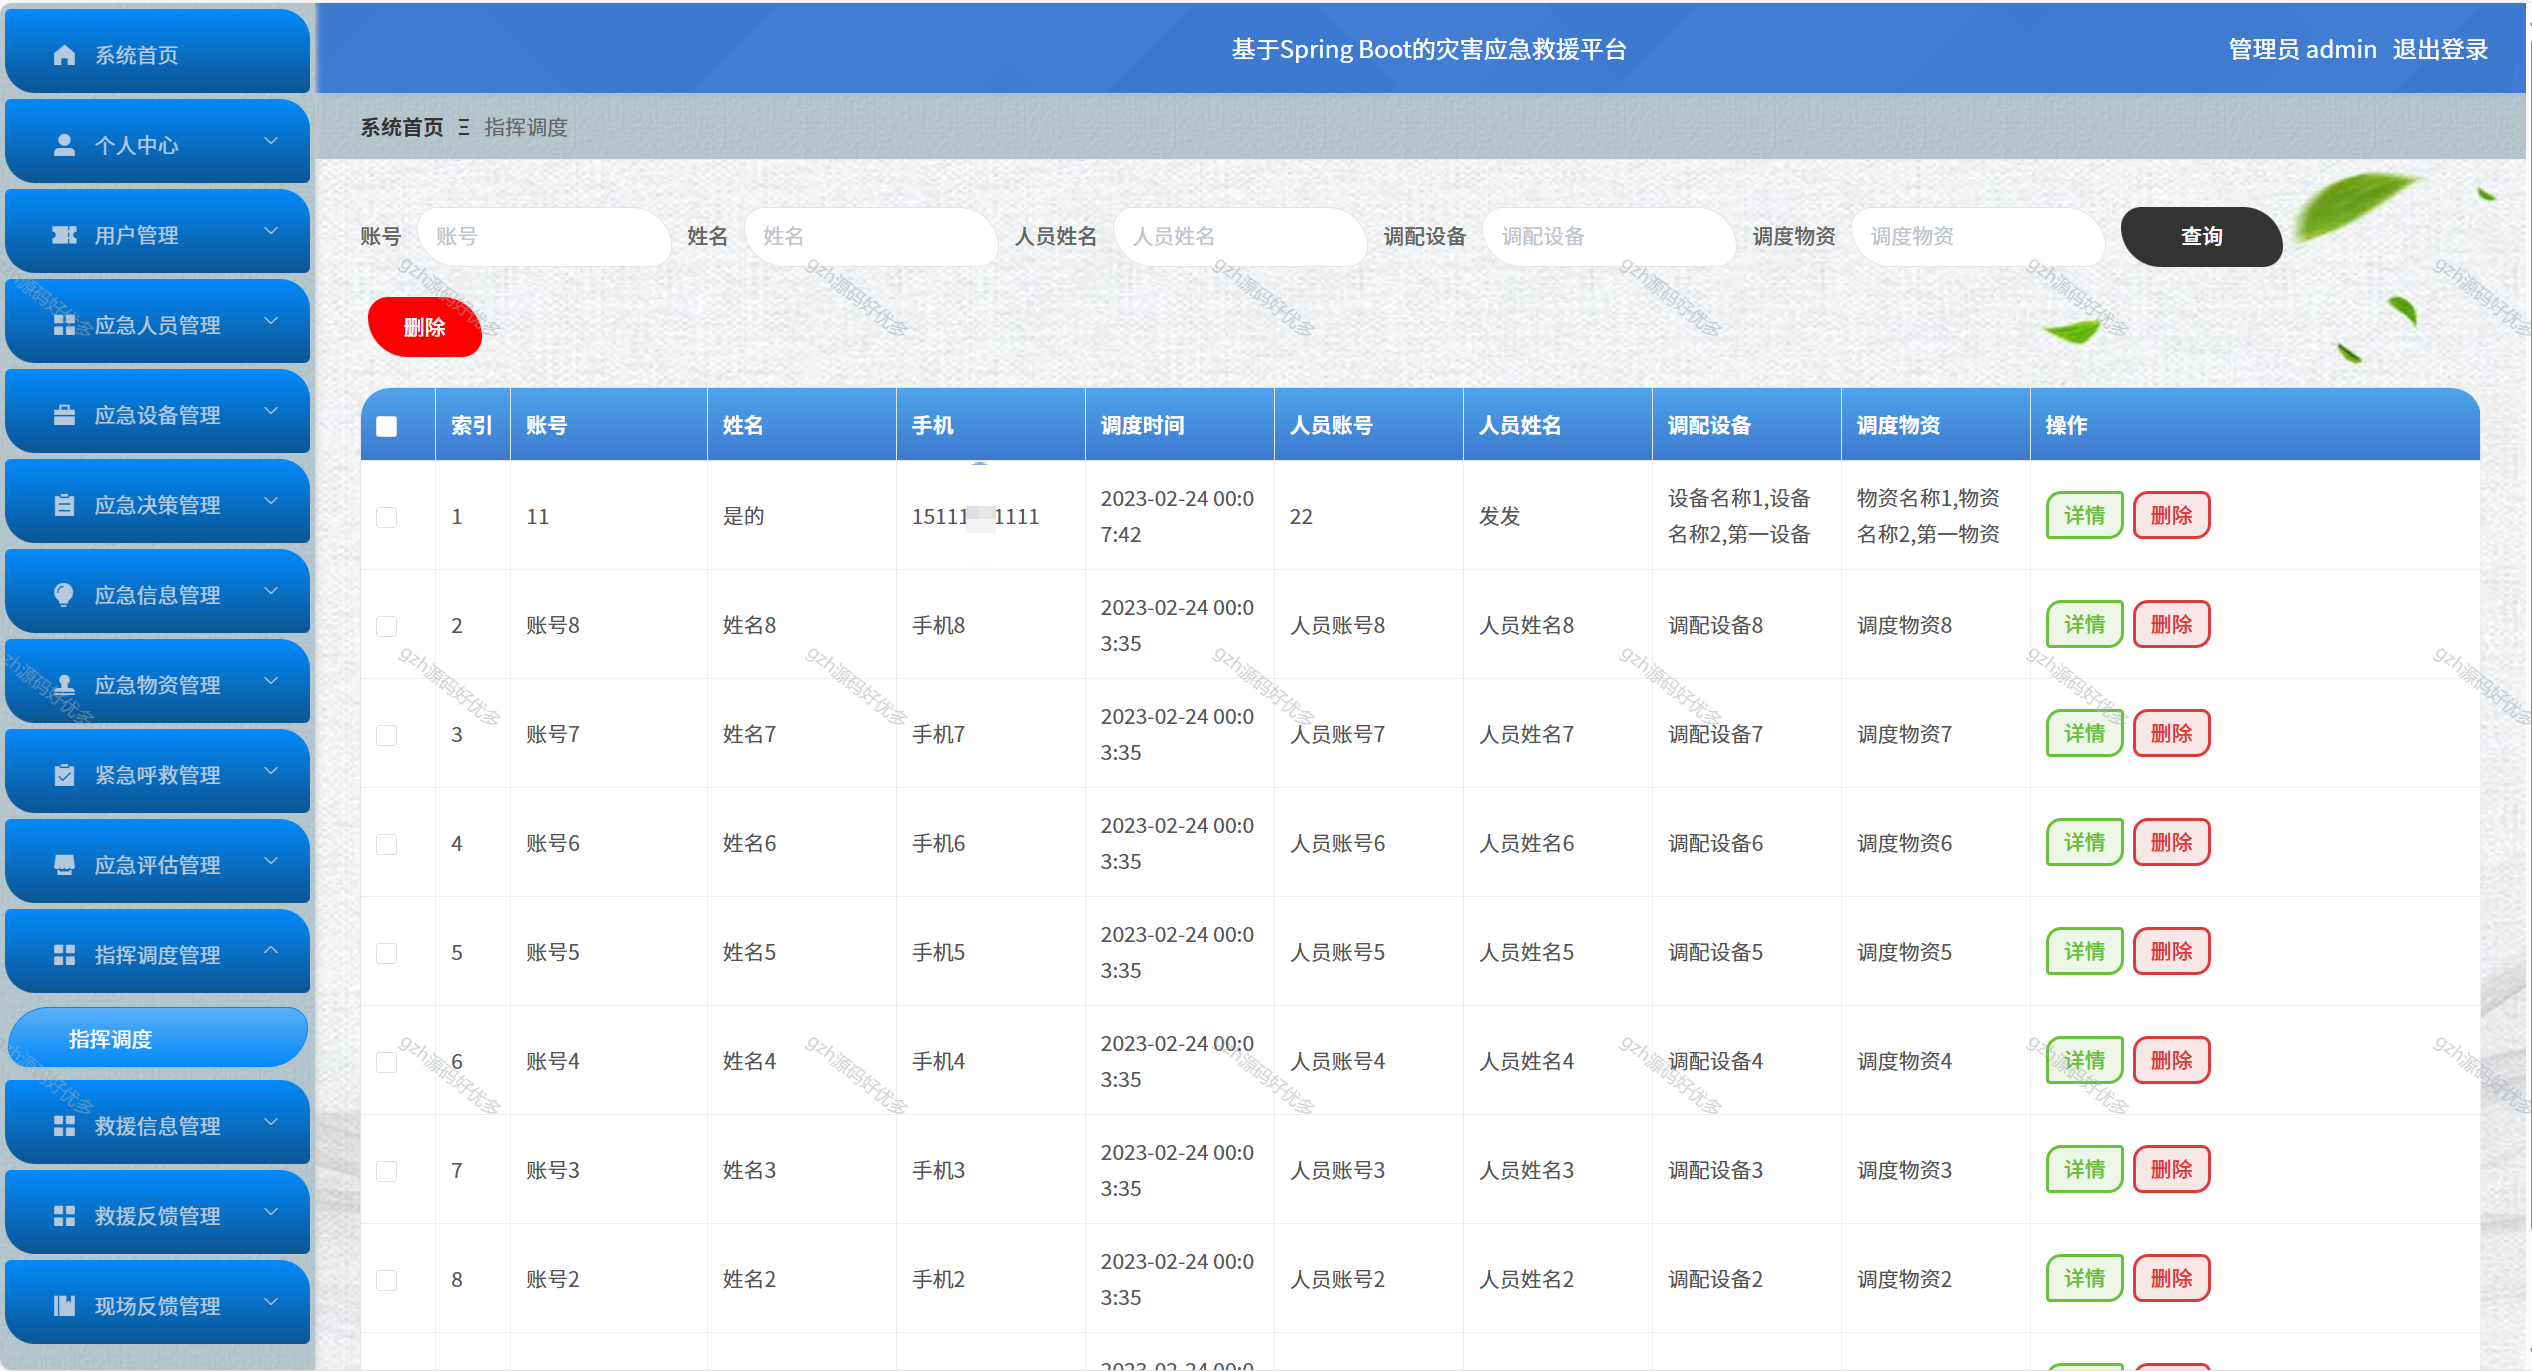 基于Spring Boot的灾害应急救援平台
管理员 admin 退出登录
系统首页
个人中心
用户管理
应急人员管理
应急设备管理
应急决策管理
应急信息管理
应急物资管理
紧急呼救管理
应急评估管理
指挥调度管理
指挥调度
救援信息管理
救援反馈管理
现场反馈管理
系统首页 Ξ 指挥调度
账号 账号 姓名 姓名 人员姓名 人员姓名 调配设备 调配设备 调度物资 调度物资 查询
删除
索引 账号 姓名 手机 调度时间 人员账号 人员姓名 调配设备 调度物资 操作
1 11 是的 15111 1111 2023-02-24 00:07:42 22 发发 设备名称1,设备名称2,第一设备 物资名称1,物资名称2,第一物资 详情 删除
2 账号8 姓名8 手机8 2023-02-24 00:03:35 人员账号8 人员姓名8 调配设备8 调度物资8 详情 删除
3 账号7 姓名7 手机7 2023-02-24 00:03:35 人员账号7 人员姓名7 调配设备7 调度物资7 详情 删除
4 账号6 姓名6 手机6 2023-02-24 00:03:35 人员账号6 人员姓名6 调配设备6 调度物资6 详情 删除
5 账号5 姓名5 手机5 2023-02-24 00:03:35 人员账号5 人员姓名5 调配设备5 调度物资5 详情 删除
6 账号4 姓名4 手机4 2023-02-24 00:03:35 人员账号4 人员姓名4 调配设备4 调度物资4 详情 删除
7 账号3 姓名3 手机3 2023-02-24 00:03:35 人员账号3 人员姓名3 调配设备3 调度物资3 详情 删除
8 账号2 姓名2 手机2 2023-02-24 00:03:35 人员账号2 人员姓名2 调配设备2 调度物资2 详情 删除
gzh源码好优多